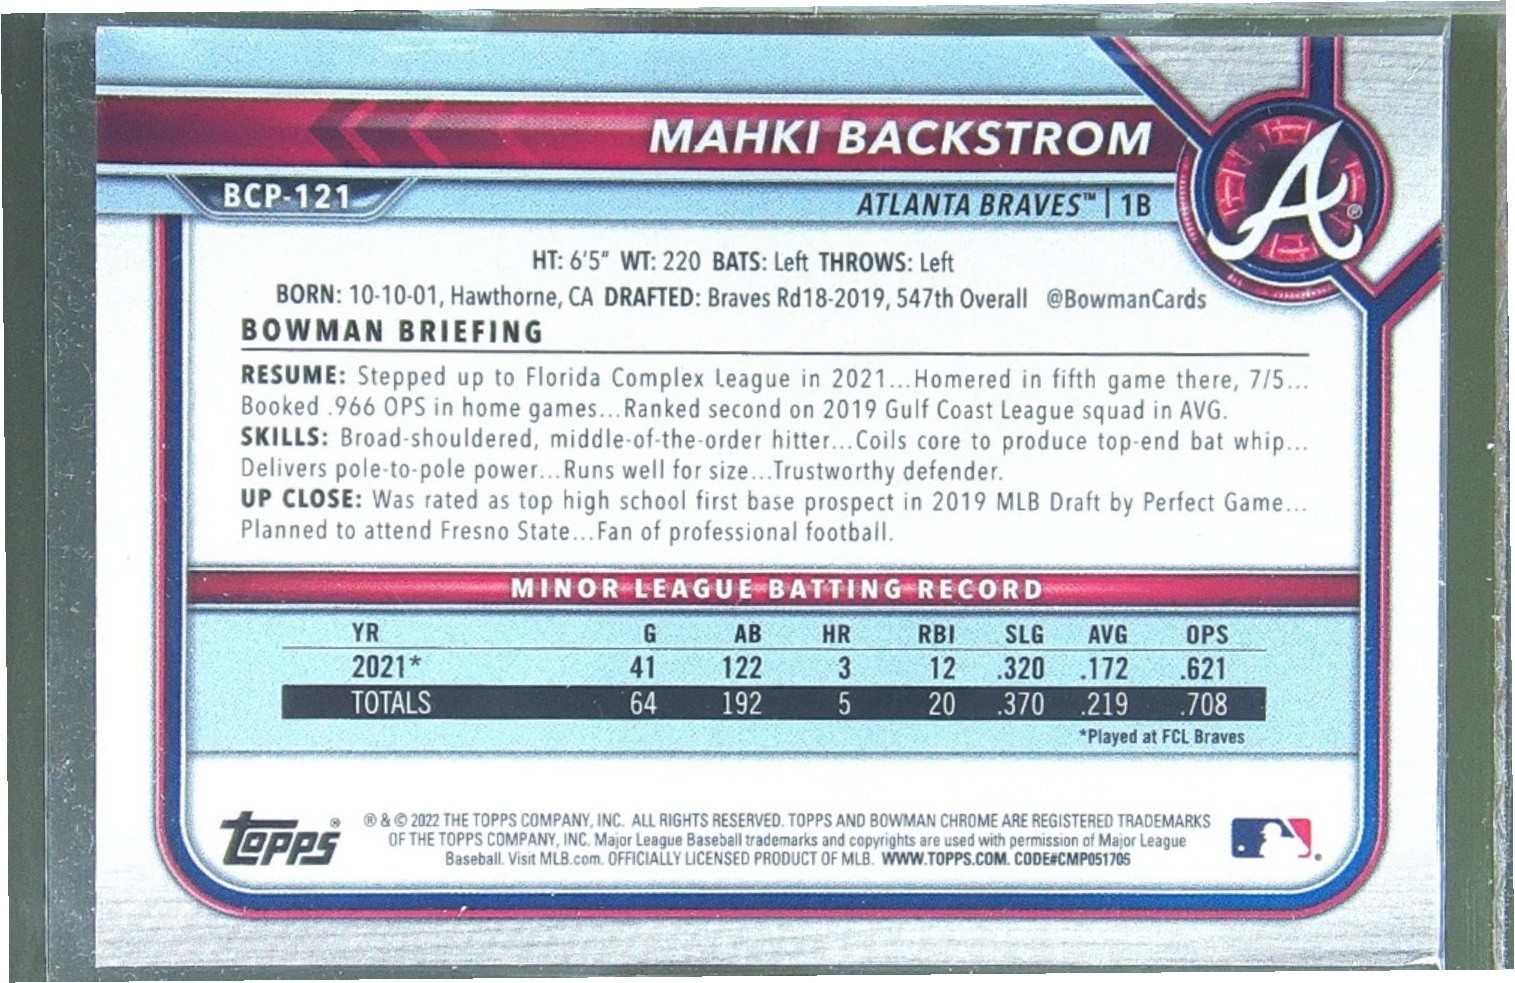 MAHKI BACKSTROM
BCP-121
ATLANTA BRAVES™ | 1B
A®
HT: 6'5" WT: 220 BATS: Left THROWS: Left
BORN: 10-10-01, Hawthorne, CA DRAFTED: Braves Rd18-2019, 547th Overall @BowmanCards
BOWMAN BRIEFING
RESUME: Stepped up to Florida Complex League in 2021...Homered in fifth game there, 7/5...
Booked .966 OPS in home games...Ranked second on 2019 Gulf Coast League squad in AVG.
SKILLS: Broad-shouldered, middle-of-the-order hitter...Coils core to produce top-end bat whip...
Delivers pole-to-pole power...Runs well for size...Trustworthy defender.
UP CLOSE: Was rated as top high school first base prospect in 2019 MLB Draft by Perfect Game...
Planned to attend Fresno State...Fan of professional football.
MINOR LEAGUE BATTING RECORD
YR G AB HR RBI SLG AVG OPS
2021* 41 122 3 12 .320 .172 .621
TOTALS 64 192 5 20 .370 .219 .708
*Played at FCL Braves
Topps®
® & © 2022 THE TOPPS COMPANY, INC. ALL RIGHTS RESERVED. TOPPS AND BOWMAN CHROME ARE REGISTERED TRADEMARKS
OF THE TOPPS COMPANY, INC. Major League Baseball trademarks and copyrights are used with permission of Major League
Baseball. Visit MLB.com. OFFICIALLY LICENSED PRODUCT OF MLB. WWW.TOPPS.COM. CODE#CMP051705